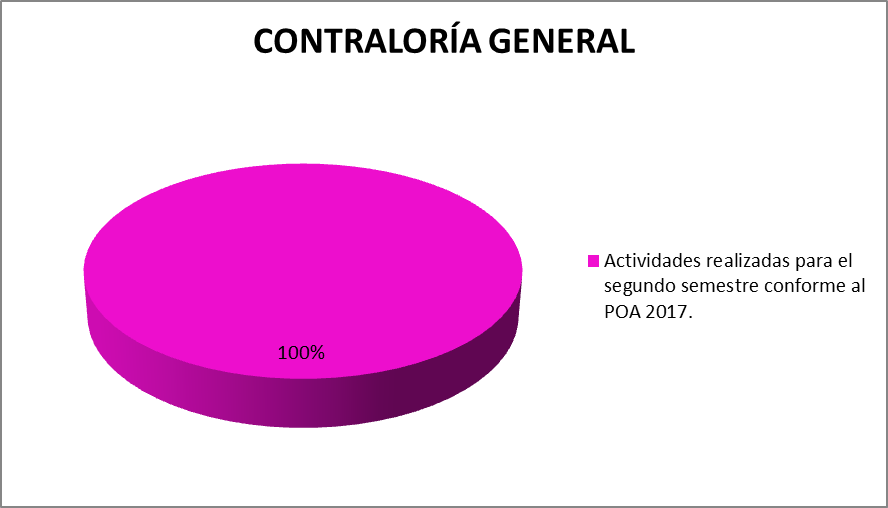 CONTRALORÍA GENERAL
100%
Actividades realizadas para el
segundo semestre conforme al
POA 2017.